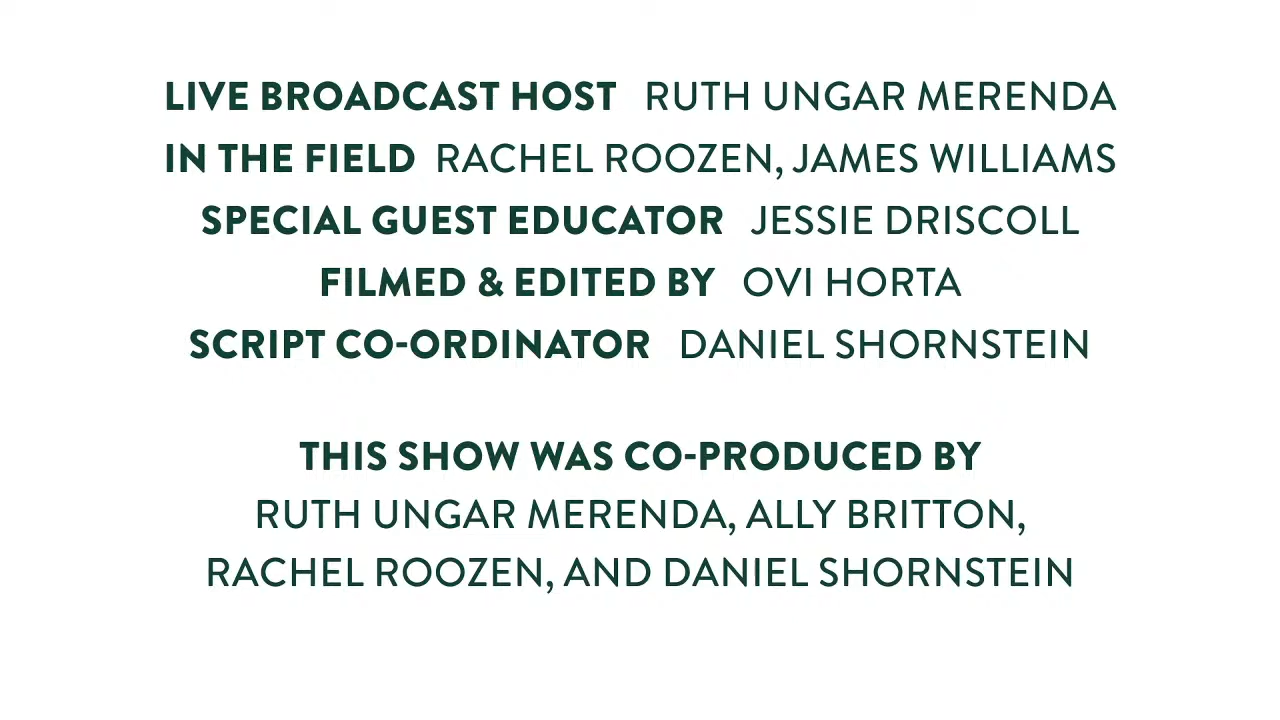 LIVE BROADCAST HOST RUTH UNGAR MERENDA
IN THE FIELD RACHEL ROOZEN, JAMES WILLIAMS
SPECIAL GUEST EDUCATOR JESSIE DRISCOLL
FILMED & EDITED BY OVI HORTA
SCRIPT CO-ORDINATOR DANIEL SHORNSTEIN
THIS SHOW WAS CO-PRODUCED BY
RUTH UNGAR MERENDA, ALLY BRITTON,
RACHEL ROOZEN, AND DANIEL SHORNSTEIN